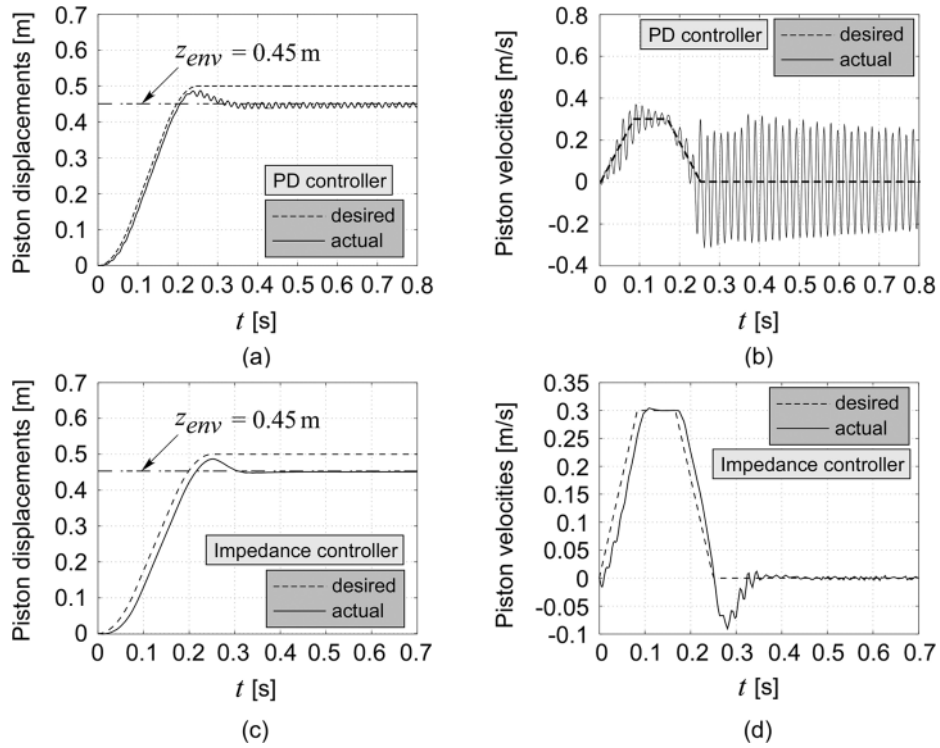 Piston displacements [m]
0.7
0.6
0.5
0.4
0.3
0.2
0.1
0
z_env = 0.45 m
PD controller
desired
actual
0 0.1 0.2 0.3 0.4 0.5 0.6 0.7 0.8
t [s]
(a)
Piston velocities [m/s]
0.8
0.6
0.4
0.2
0
-0.2
-0.4
PD controller
desired
actual
0 0.1 0.2 0.3 0.4 0.5 0.6 0.7 0.8
t [s]
(b)
Piston displacements [m]
0.7
0.6
0.5
0.4
0.3
0.2
0.1
0
z_env = 0.45 m
Impedance controller
desired
actual
0 0.1 0.2 0.3 0.4 0.5 0.6 0.7
t [s]
(c)
Piston velocities [m/s]
0.35
0.3
0.25
0.2
0.15
0.1
0.05
0
-0.05
-0.1
desired
actual
Impedance controller
0 0.1 0.2 0.3 0.4 0.5 0.6 0.7
t [s]
(d)